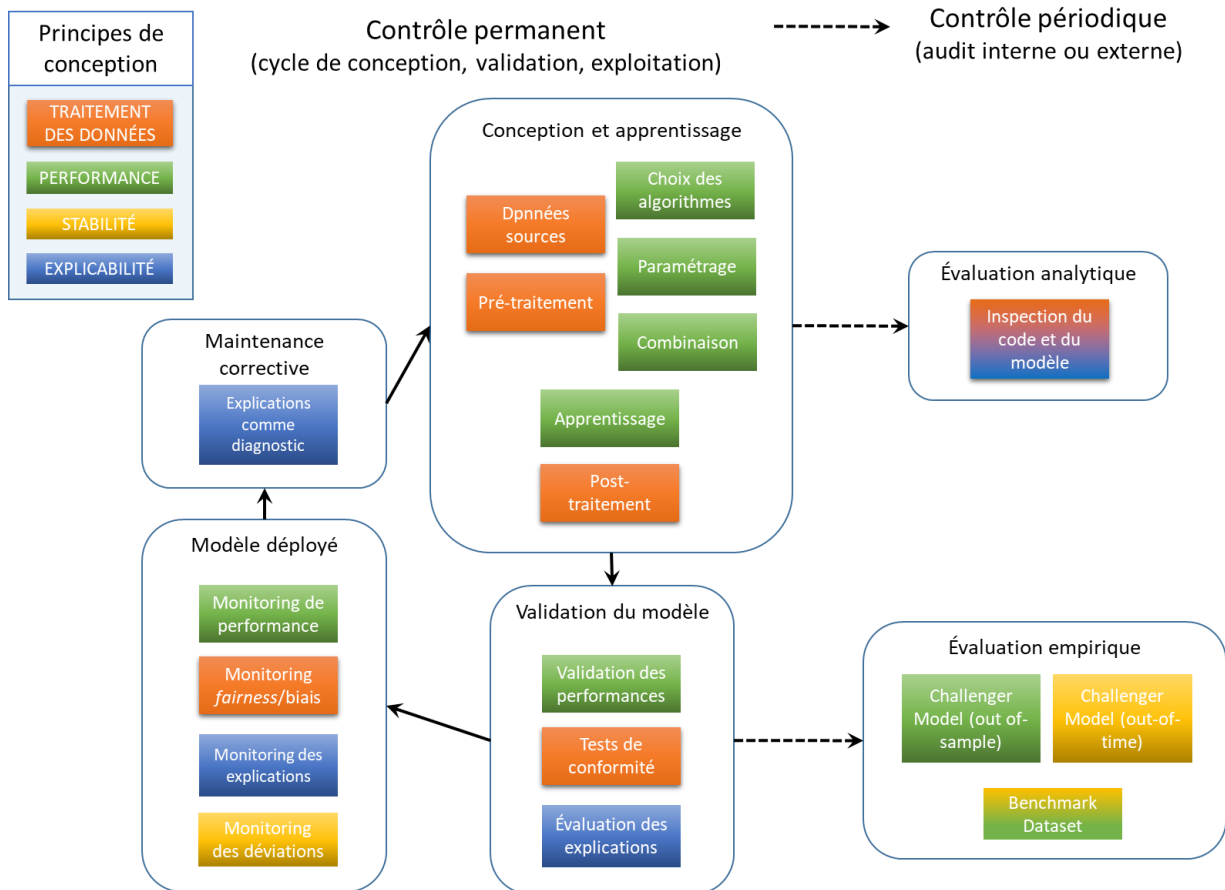 Principes de
conception
TRAITEMENT
DES DONNÉES
PERFORMANCE
STABILITÉ
EXPLICABILITÉ
Contrôle permanent
(cycle de conception, validation, exploitation)
Contrôle périodique
(audit interne ou externe)
Conception et apprentissage
Choix des
algorithmes
Dpnnées
sources
Paramétrage
Pré-traitement
Combinaison
Apprentissage
Post-
traitement
Évaluation analytique
Inspection du
code et du
modèle
Maintenance
corrective
Explications
comme
diagnostic
Modèle déployé
Monitoring de
performance
Monitoring
fairness/biais
Monitoring des
explications
Monitoring
des déviations
Validation du modèle
Validation des
performances
Tests de
conformité
Évaluation des
explications
Évaluation empirique
Challenger
Model (out of-
sample)
Challenger
Model (out-of-
time)
Benchmark
Dataset